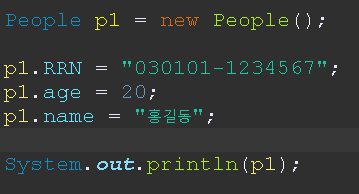 People p1 = new People();
p1.RRN = "030101-1234567";
p1.age = 20;
p1.name = "홍길동";
System.out.println(p1);